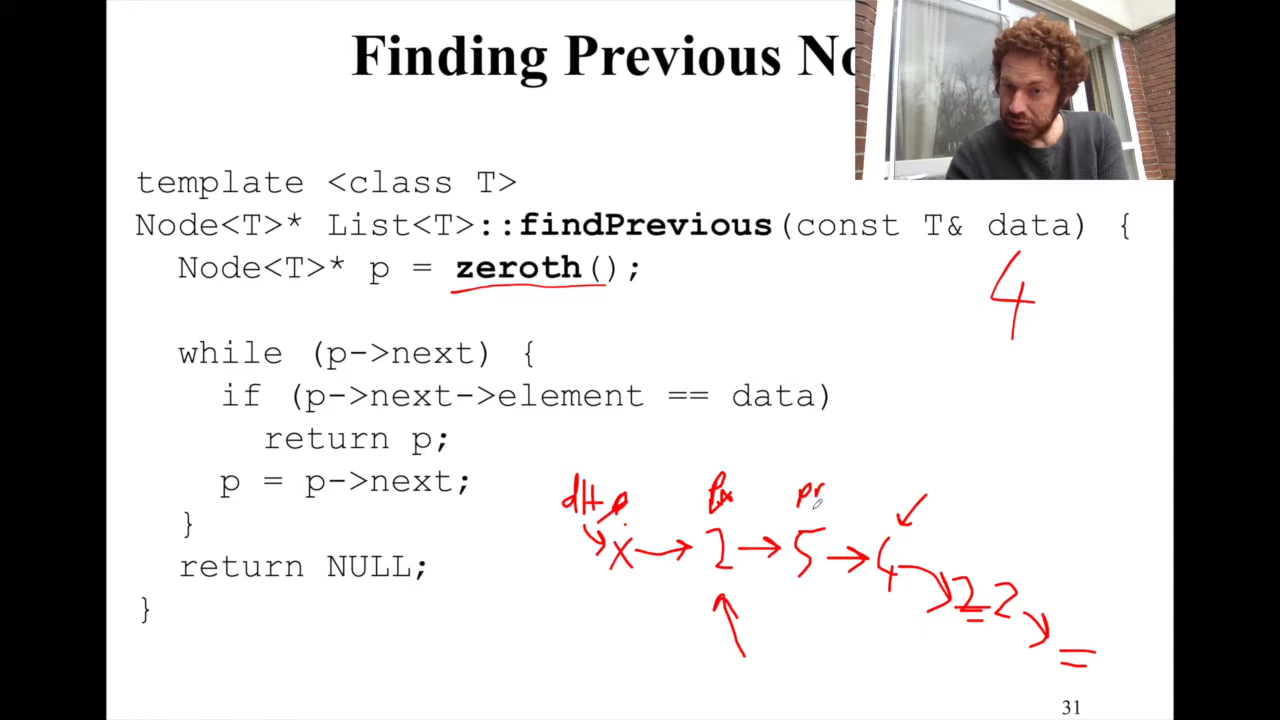 Finding Previous No
template <class T>
Node<T>* List<T>::findPrevious(const T& data) {
Node<T>* p = zeroth();
4
while (p->next) {
if (p->next->element == data)
return p;
p = p->next;
}
return NULL;
}
dH p
x → 2 → 5 → 4
22
31